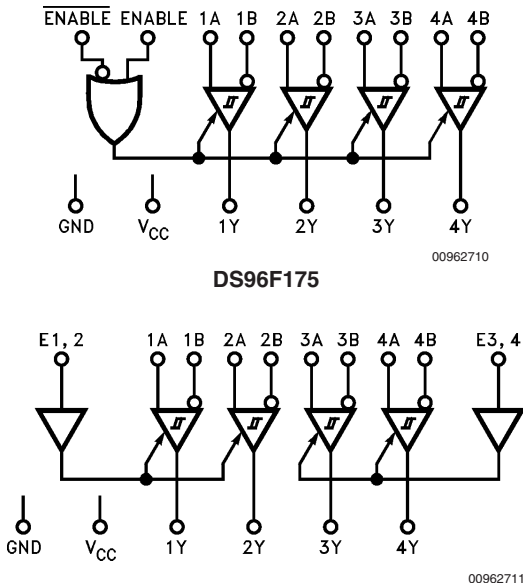 ENABLE ENABLE 1A 1B 2A 2B 3A 3B 4A 4B
GND VCC 1Y 2Y 3Y 4Y
00962710
DS96F175
E1, 2 1A 1B 2A 2B 3A 3B 4A 4B E3, 4
GND VCC 1Y 2Y 3Y 4Y
00962711